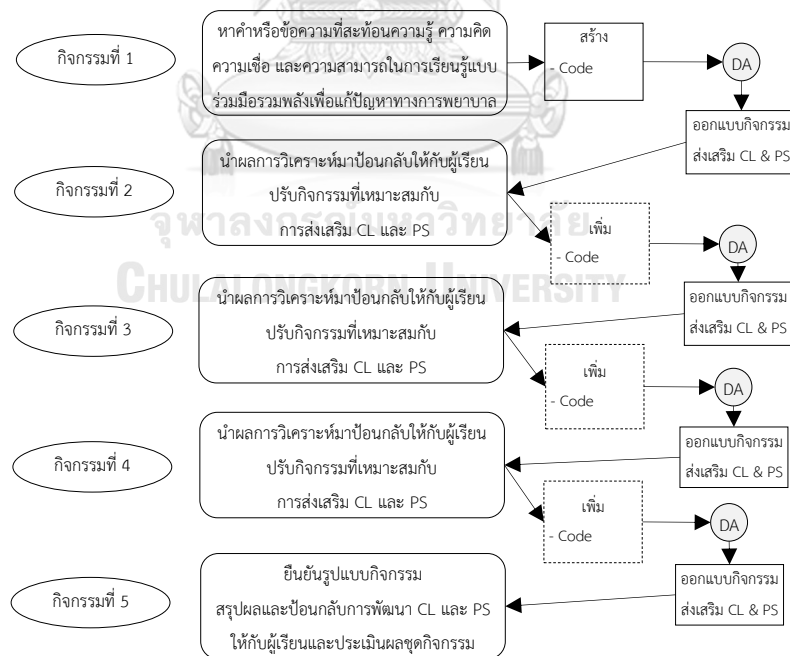 กิจกรรมที่ 1
หาคำหรือข้อความที่สะท้อนความรู้ ความคิด
ความเชื่อ และความสามารถในการเรียนรู้แบบ
ร่วมมือรวมพลังเพื่อแก้ปัญหาทางการพยาบาล
สร้าง
- Code
DA
ออกแบบกิจกรรม
ส่งเสริม CL & PS
กิจกรรมที่ 2
นำผลการวิเคราะห์มาป้อนกลับให้กับผู้เรียน
ปรับกิจกรรมที่เหมาะสมกับ
การส่งเสริม CL และ PS
เพิ่ม
- Code
DA
ออกแบบกิจกรรม
ส่งเสริม CL & PS
จุฬาลงกรณ์มหาวิทยาลัย
CHULALONGKORN UNIVERSITY
กิจกรรมที่ 3
นำผลการวิเคราะห์มาป้อนกลับให้กับผู้เรียน
ปรับกิจกรรมที่เหมาะสมกับ
การส่งเสริม CL และ PS
เพิ่ม
- Code
DA
ออกแบบกิจกรรม
ส่งเสริม CL & PS
กิจกรรมที่ 4
นำผลการวิเคราะห์มาป้อนกลับให้กับผู้เรียน
ปรับกิจกรรมที่เหมาะสมกับ
การส่งเสริม CL และ PS
เพิ่ม
- Code
DA
ออกแบบกิจกรรม
ส่งเสริม CL & PS
กิจกรรมที่ 5
ยืนยันรูปแบบกิจกรรม
สรุปผลและป้อนกลับการพัฒนา CL และ PS
ให้กับผู้เรียนและประเมินผลชุดกิจกรรม